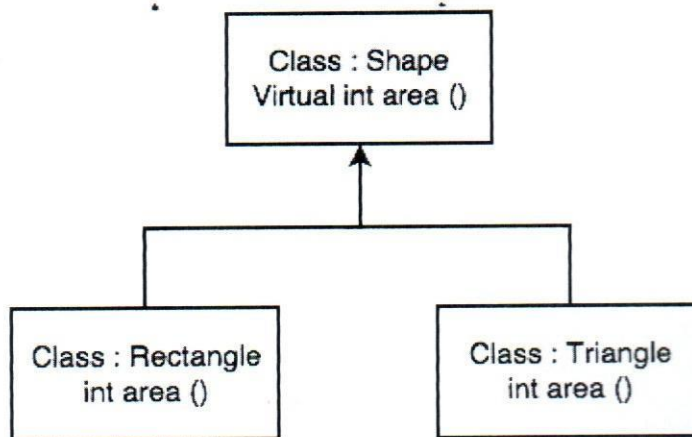 Class : Shape
Virtual int area ()
Class : Rectangle
int area ()
Class : Triangle
int area ()